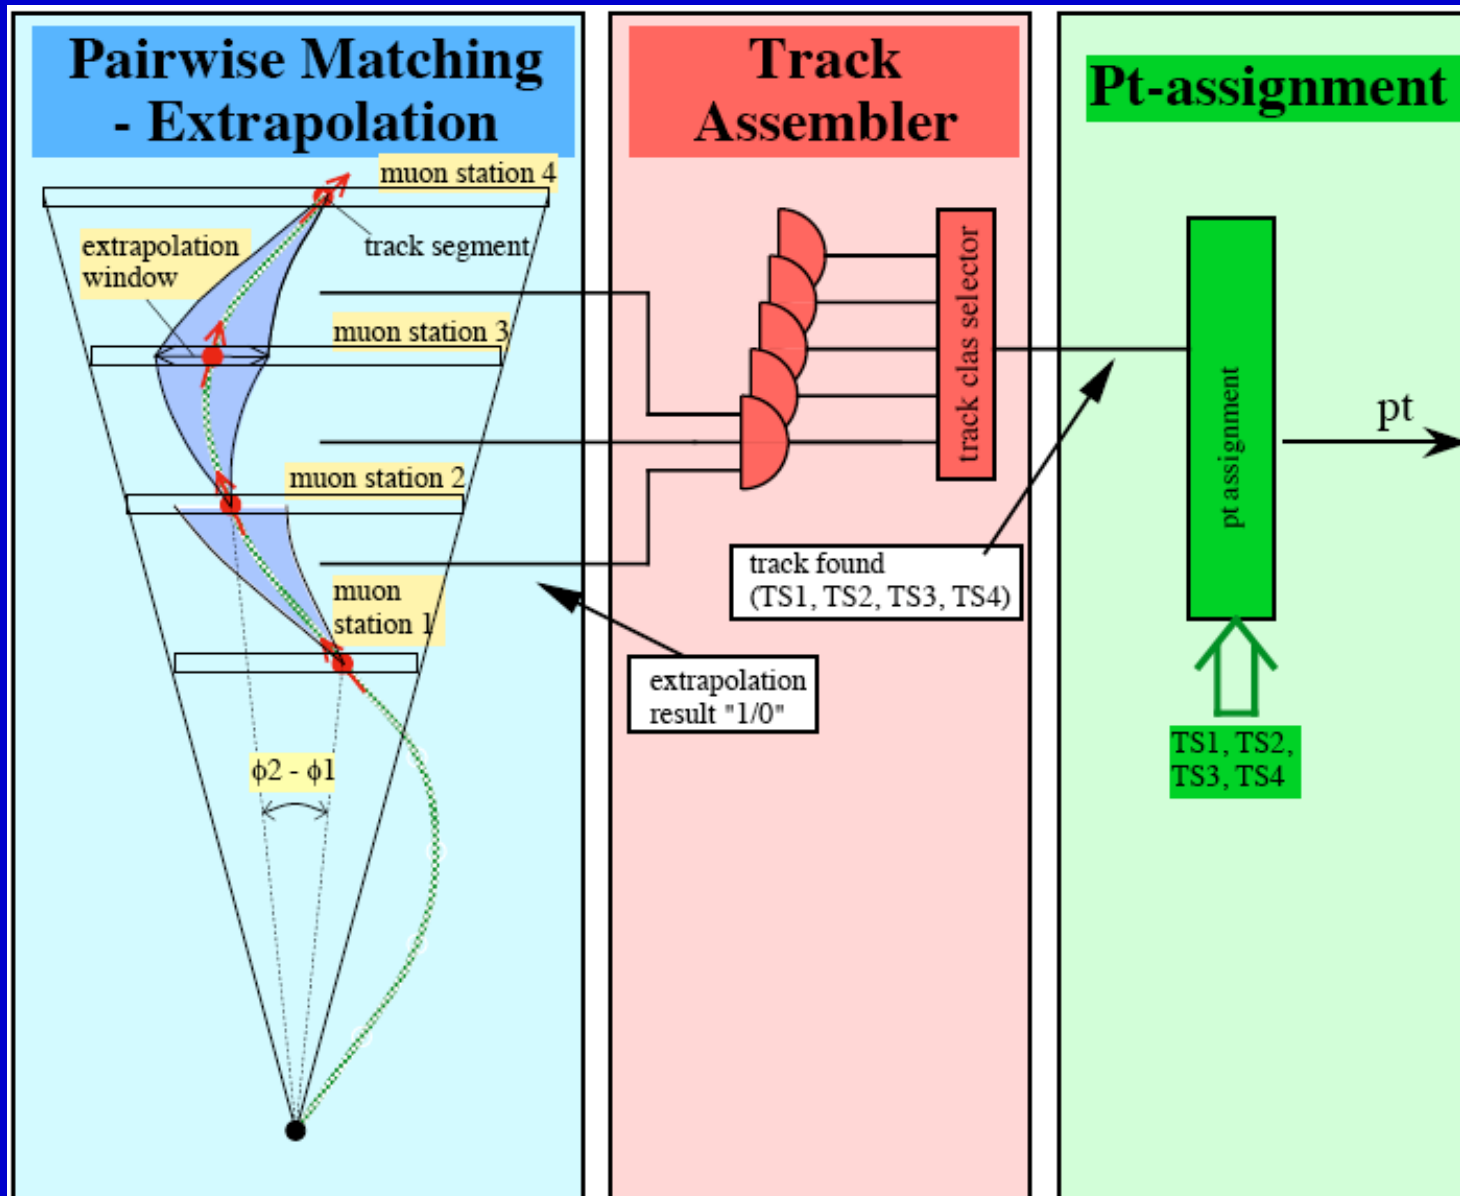 Pairwise Matching
- Extrapolation
muon station 4
extrapolation
window
track segment
muon station 3
muon station 2
muon
station 1
ϕ2 - ϕ1
Track
Assembler
track clas selector
track found
(TS1, TS2, TS3, TS4)
extrapolation
result "1/0"
Pt-assignment
pt assignment
pt
TS1, TS2,
TS3, TS4